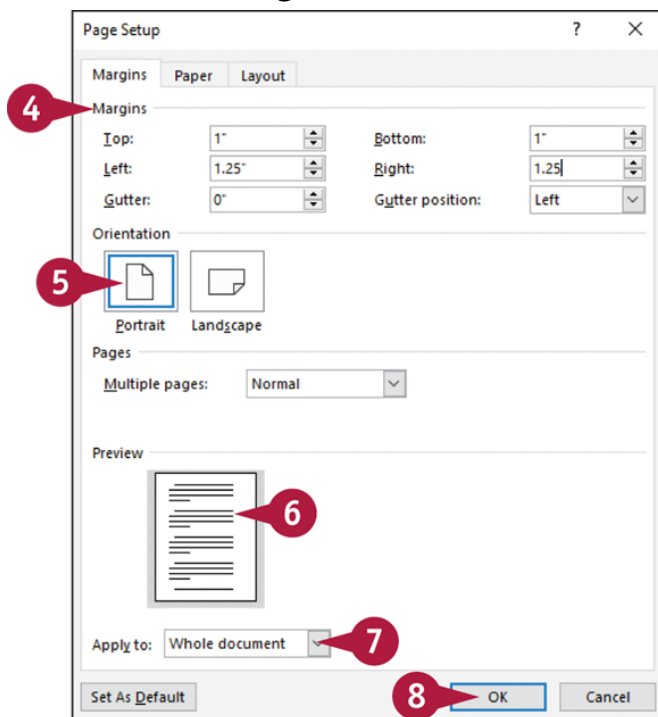 Page Setup ? ×
Margins Paper Layout
4 Margins
Top: 1" Bottom: 1"
Left: 1.25" Right: 1.25
Gutter: 0" Gutter position: Left
Orientation
5
Portrait Landscape
Pages
Multiple pages: Normal
Preview
6
Apply to: Whole document 7
Set As Default 8 OK Cancel